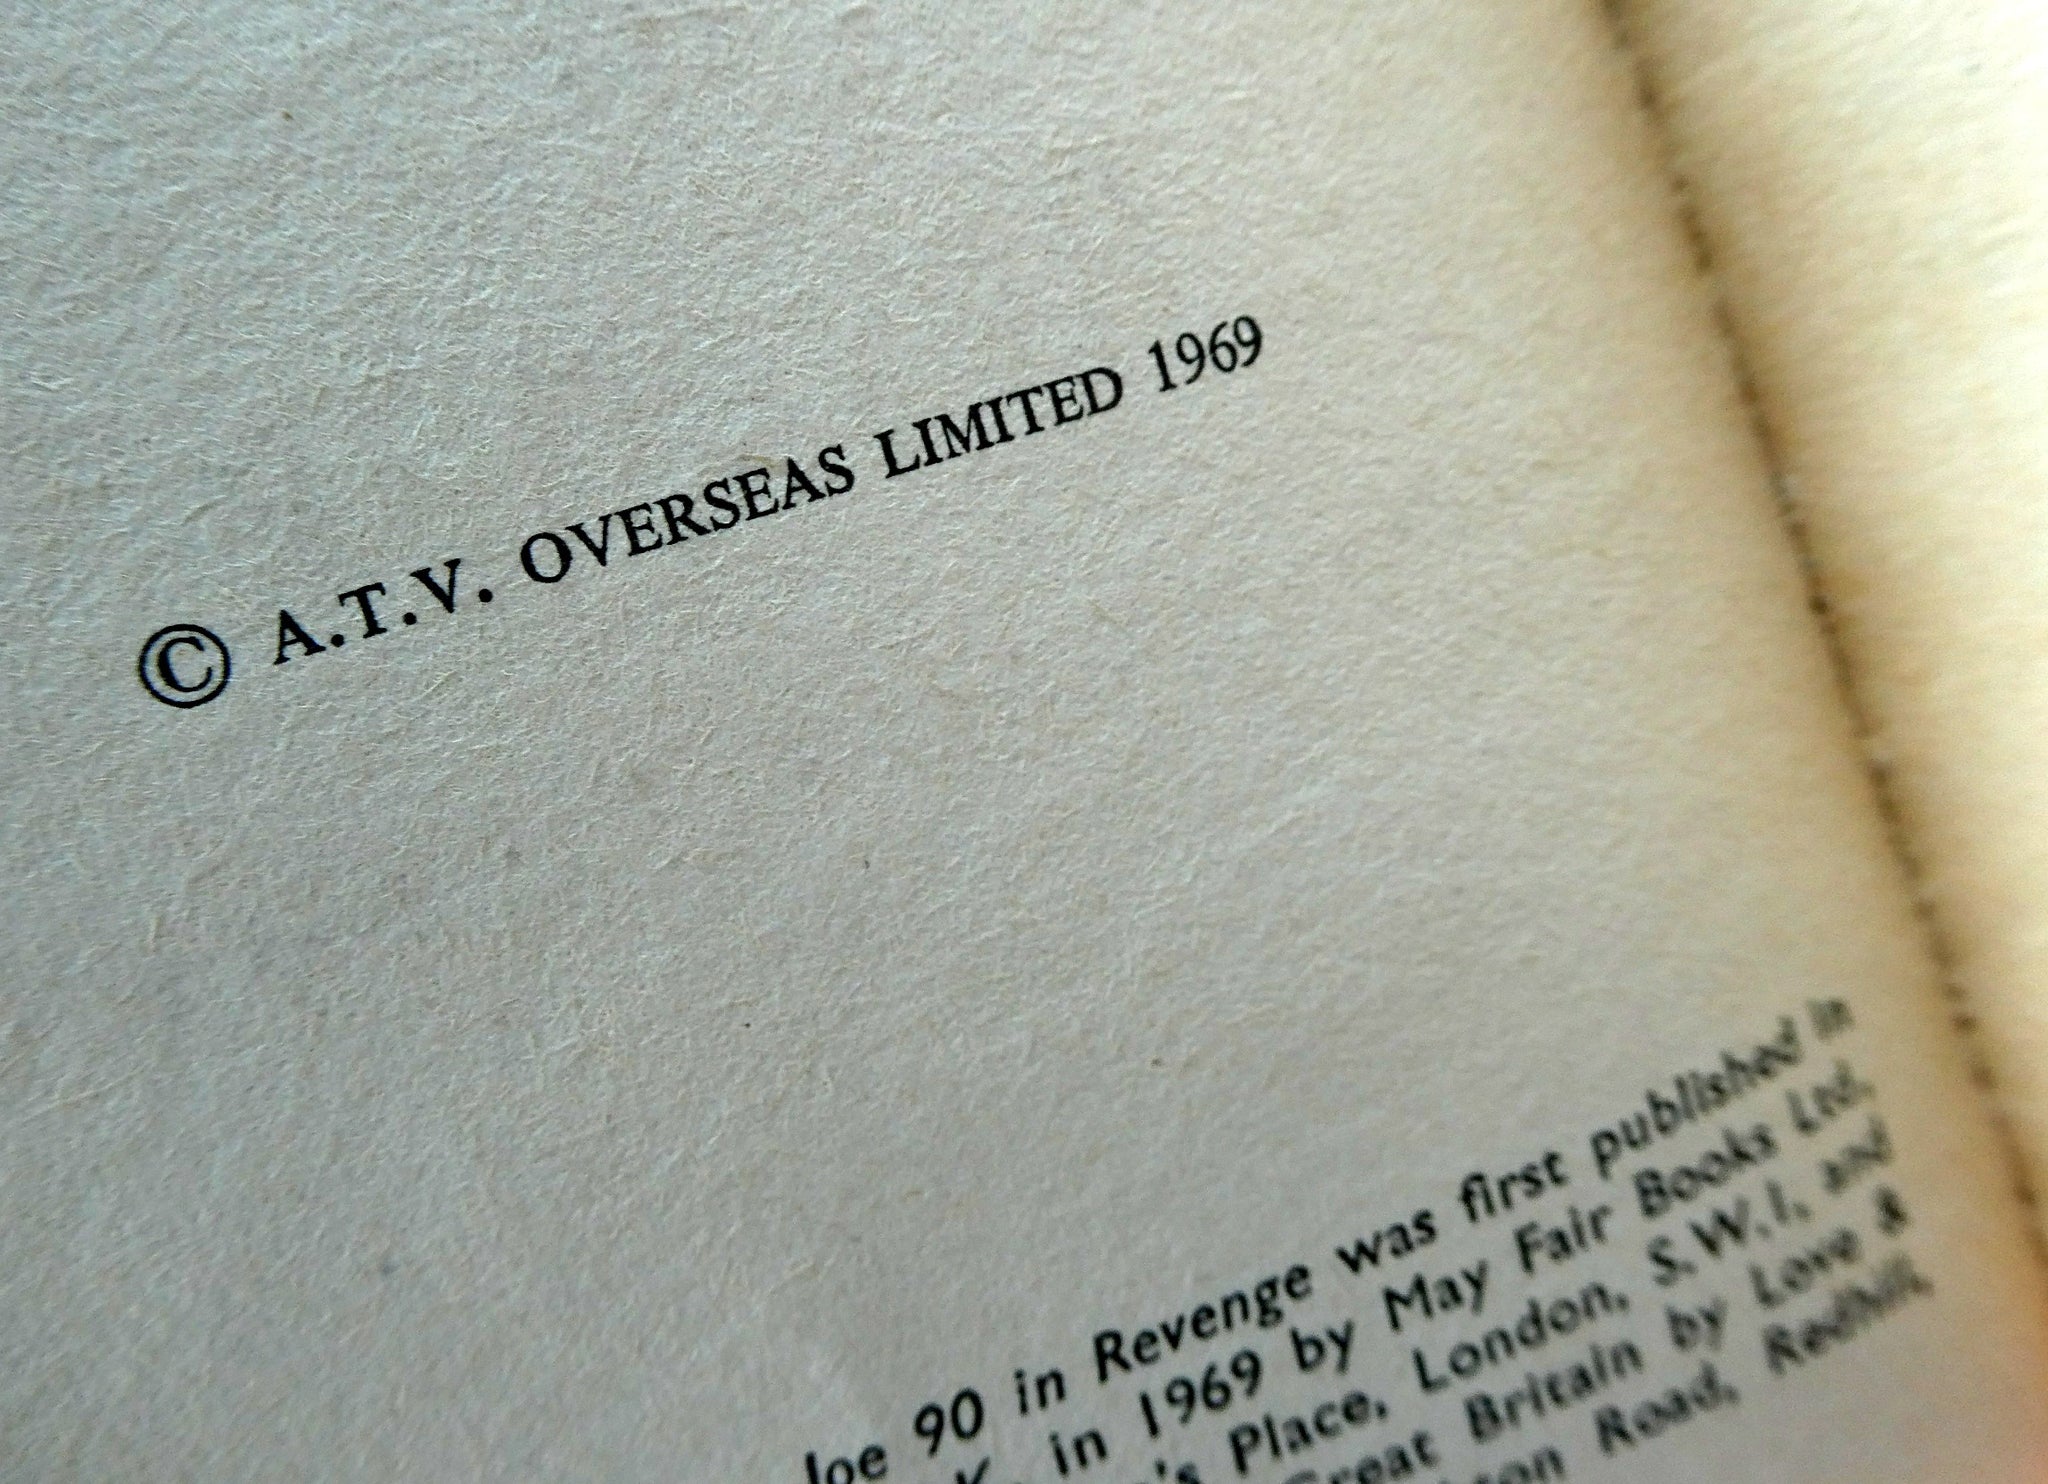 © A.T.V. OVERSEAS LIMITED 1969
Joe 90 in Revenge was first published in
K. in 1969 by May Fair Books Ltd,
's Place, London, S.W.1, and
Great Britain by Love &
Road, Redhill,